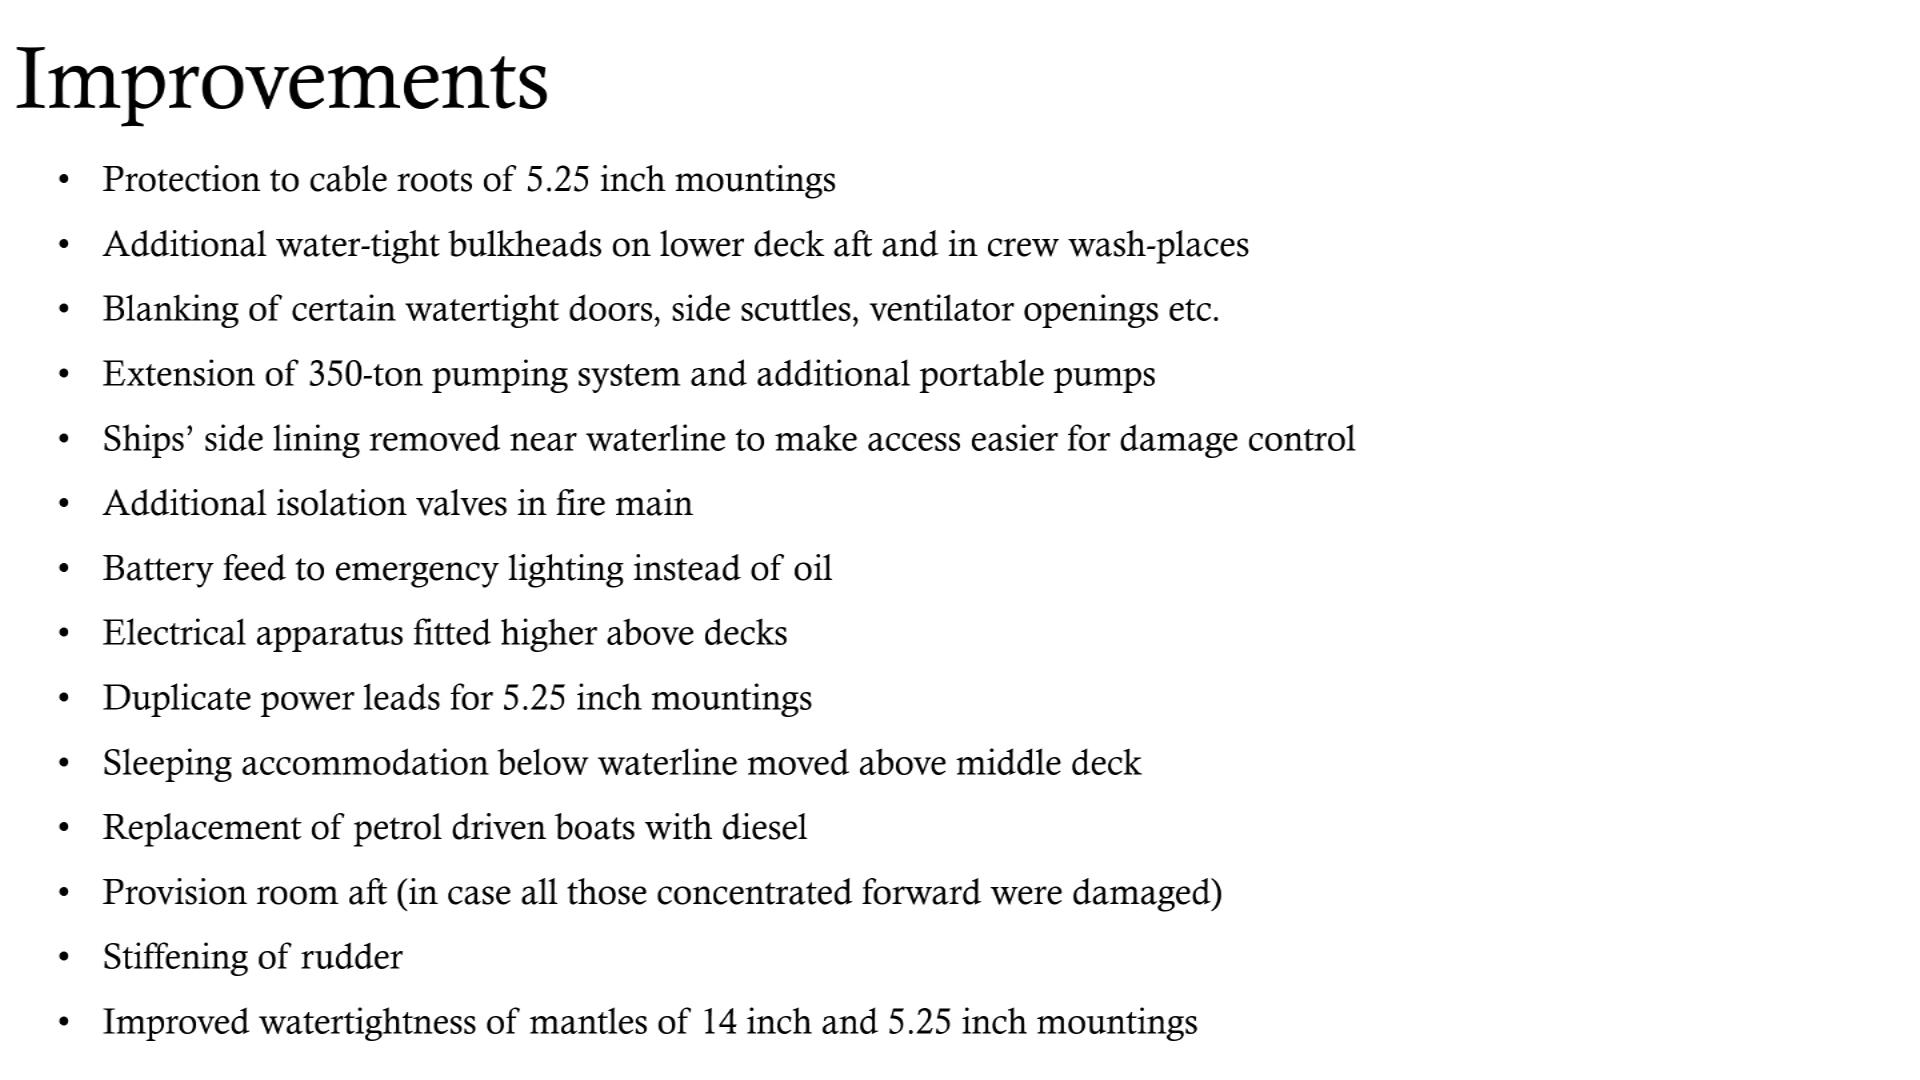 Improvements
• Protection to cable roots of 5.25 inch mountings
• Additional water-tight bulkheads on lower deck aft and in crew wash-places
• Blanking of certain watertight doors, side scuttles, ventilator openings etc.
• Extension of 350-ton pumping system and additional portable pumps
• Ships’ side lining removed near waterline to make access easier for damage control
• Additional isolation valves in fire main
• Battery feed to emergency lighting instead of oil
• Electrical apparatus fitted higher above decks
• Duplicate power leads for 5.25 inch mountings
• Sleeping accommodation below waterline moved above middle deck
• Replacement of petrol driven boats with diesel
• Provision room aft (in case all those concentrated forward were damaged)
• Stiffening of rudder
• Improved watertightness of mantles of 14 inch and 5.25 inch mountings